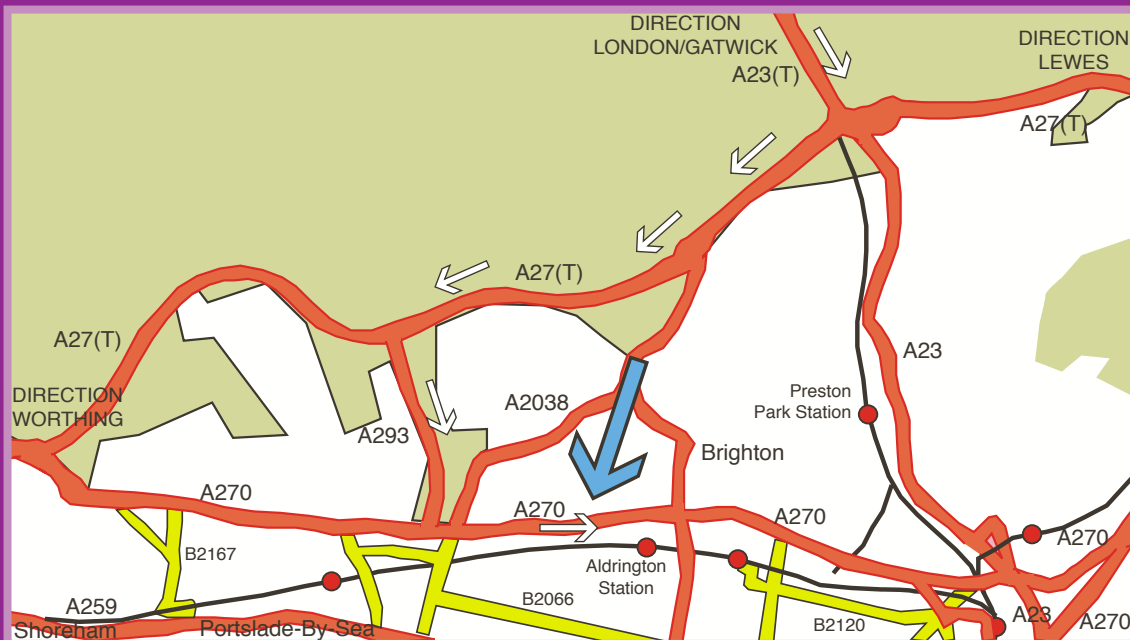 DIRECTION
LONDON/GATWICK
A23(T)
DIRECTION
LEWES
A27(T)
A27(T)
A27(T)
DIRECTION
WORTHING
A23
Preston
Park Station
A2038
A293
Brighton
A270
A270
A270
A270
B2167
Aldrington
Station
B2066
A259
Shoreham
Portslade-By-Sea
B2120
A23
A270